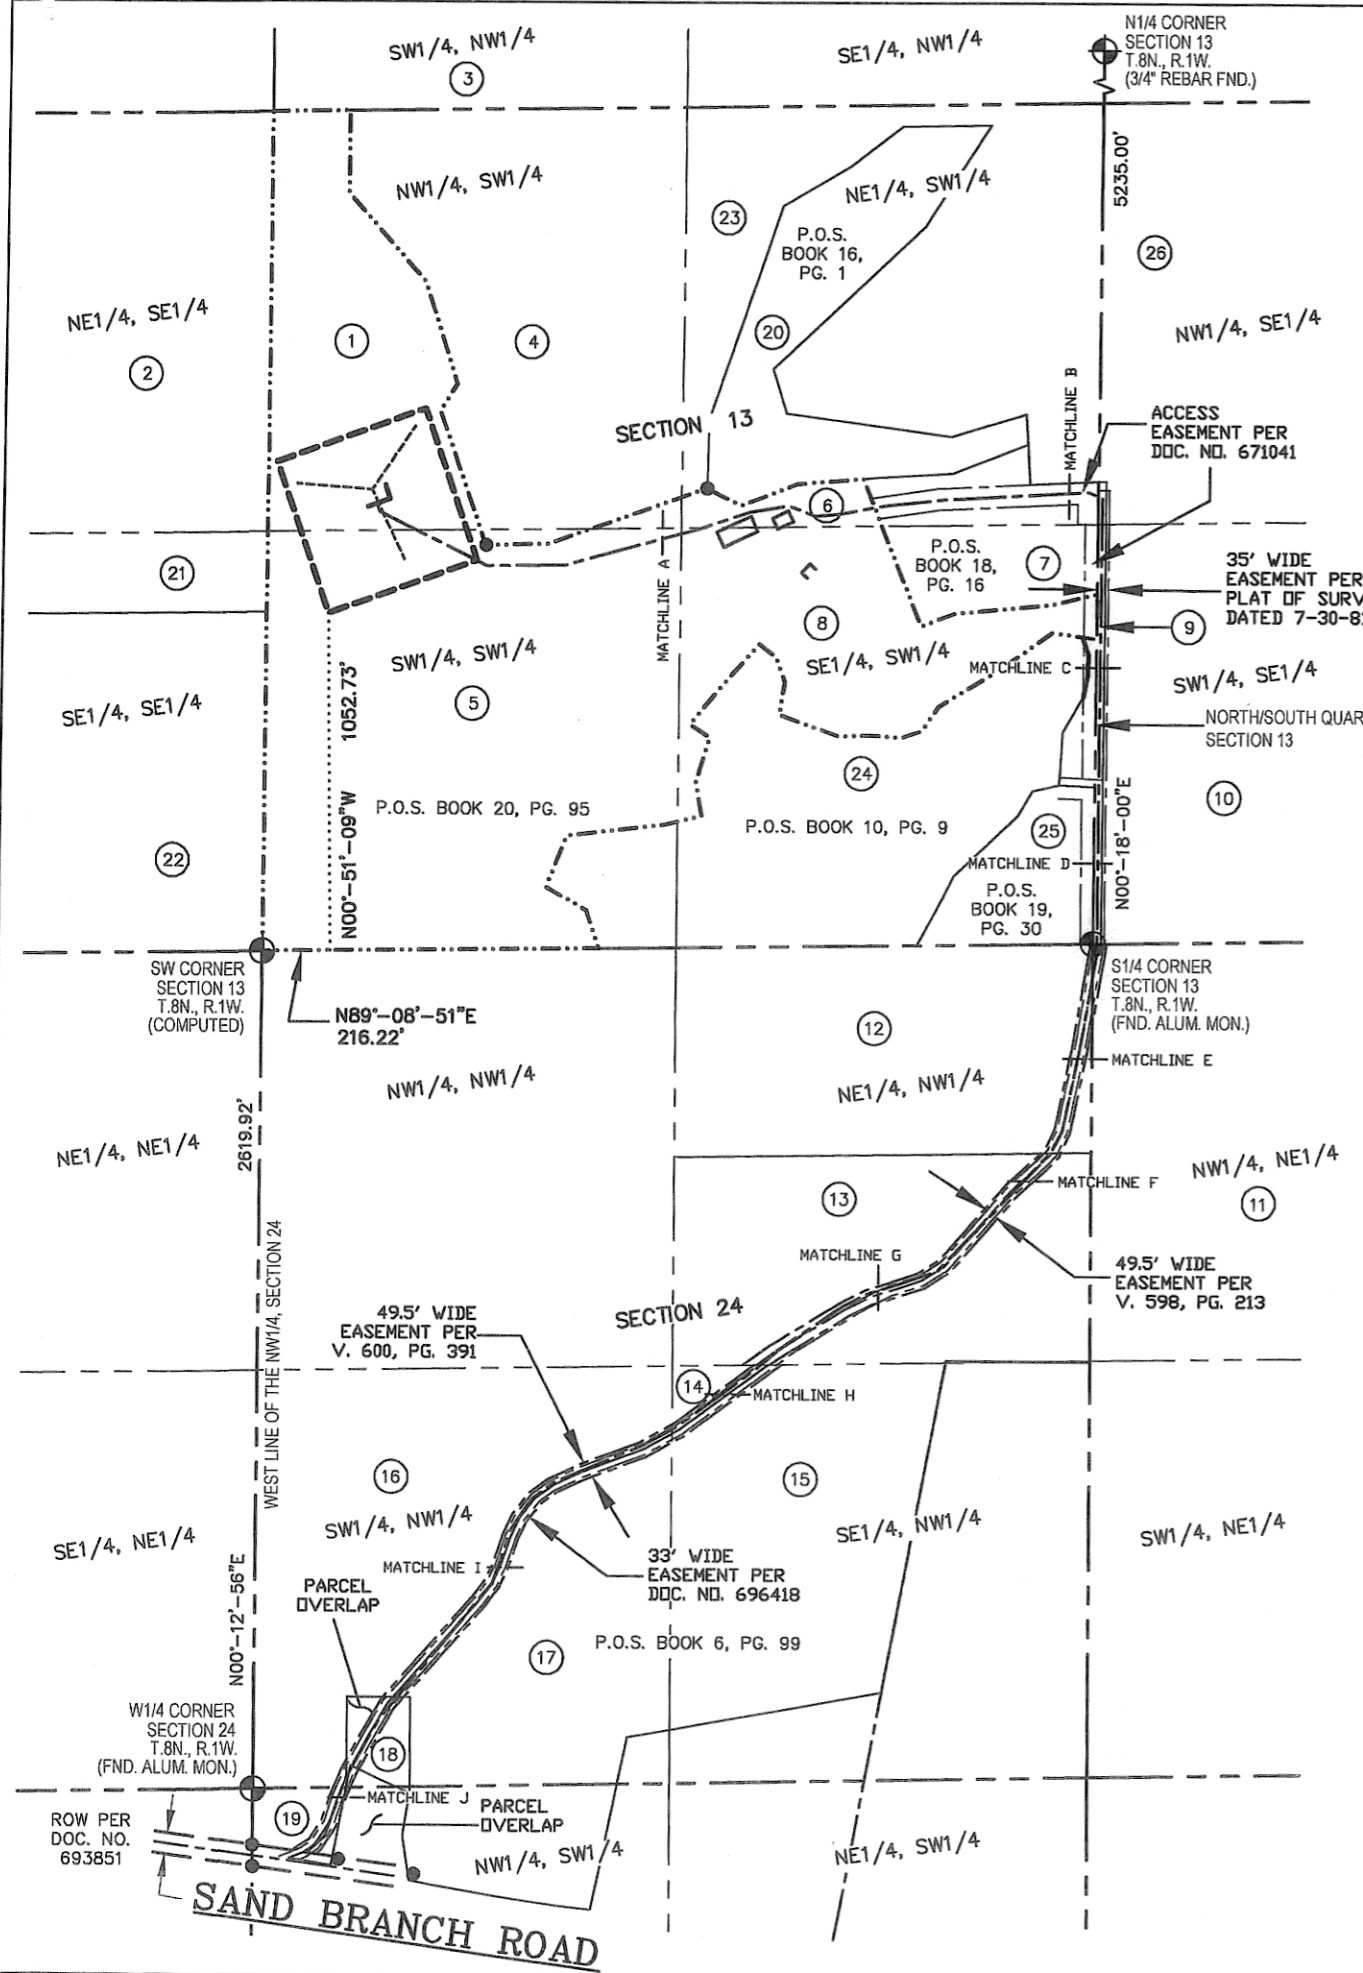 SW1/4, NW1/4
3
SE1/4, NW1/4
N1/4 CORNER
SECTION 13
T.8N., R.1W.
(3/4" REBAR FND.)
5235.00'
NW1/4, SW1/4
23
NE1/4, SW1/4
P.O.S.
BOOK 16,
PG. 1
26
NE1/4, SE1/4
2
1
4
20
NW1/4, SE1/4
SECTION 13
MATCHLINE B
ACCESS
EASEMENT PER
DOC. NO. 671041
6
21
MATCHLINE A
P.O.S.
BOOK 18,
PG. 16
7
35' WIDE
EASEMENT PER
PLAT OF SURV
DATED 7-30-8
8
9
SE1/4, SE1/4
1052.73'
SW1/4, SW1/4
5
SE1/4, SW1/4
MATCHLINE C
SW1/4, SE1/4
NORTH/SOUTH QUAR
SECTION 13
24
10
22
N00°-51'-09"W
P.O.S. BOOK 20, PG. 95
P.O.S. BOOK 10, PG. 9
25
MATCHLINE D
P.O.S.
BOOK 19,
PG. 30
N00°-18'-00"E
SW CORNER
SECTION 13
T.8N., R.1W.
(COMPUTED)
N89°-08'-51"E
216.22'
12
S1/4 CORNER
SECTION 13
T.8N., R.1W.
(FND. ALUM. MON.)
MATCHLINE E
NE1/4, NE1/4
2619.92'
NW1/4, NW1/4
NE1/4, NW1/4
NW1/4, NE1/4
11
13
MATCHLINE F
MATCHLINE G
49.5' WIDE
EASEMENT PER
V. 598, PG. 213
WEST LINE OF THE NW1/4, SECTION 24
49.5' WIDE
EASEMENT PER
V. 600, PG. 391
SECTION 24
14
MATCHLINE H
16
15
SE1/4, NE1/4
SW1/4, NW1/4
SE1/4, NW1/4
SW1/4, NE1/4
MATCHLINE I
33' WIDE
EASEMENT PER
DOC. NO. 696418
PARCEL
OVERLAP
N00°-12'-56"E
17
P.O.S. BOOK 6, PG. 99
W1/4 CORNER
SECTION 24
T.8N., R.1W.
(FND. ALUM. MON.)
18
MATCHLINE J
19
ROW PER
DOC. NO.
693851
PARCEL
OVERLAP
NW1/4, SW1/4
NE1/4, SW1/4
SAND BRANCH ROAD